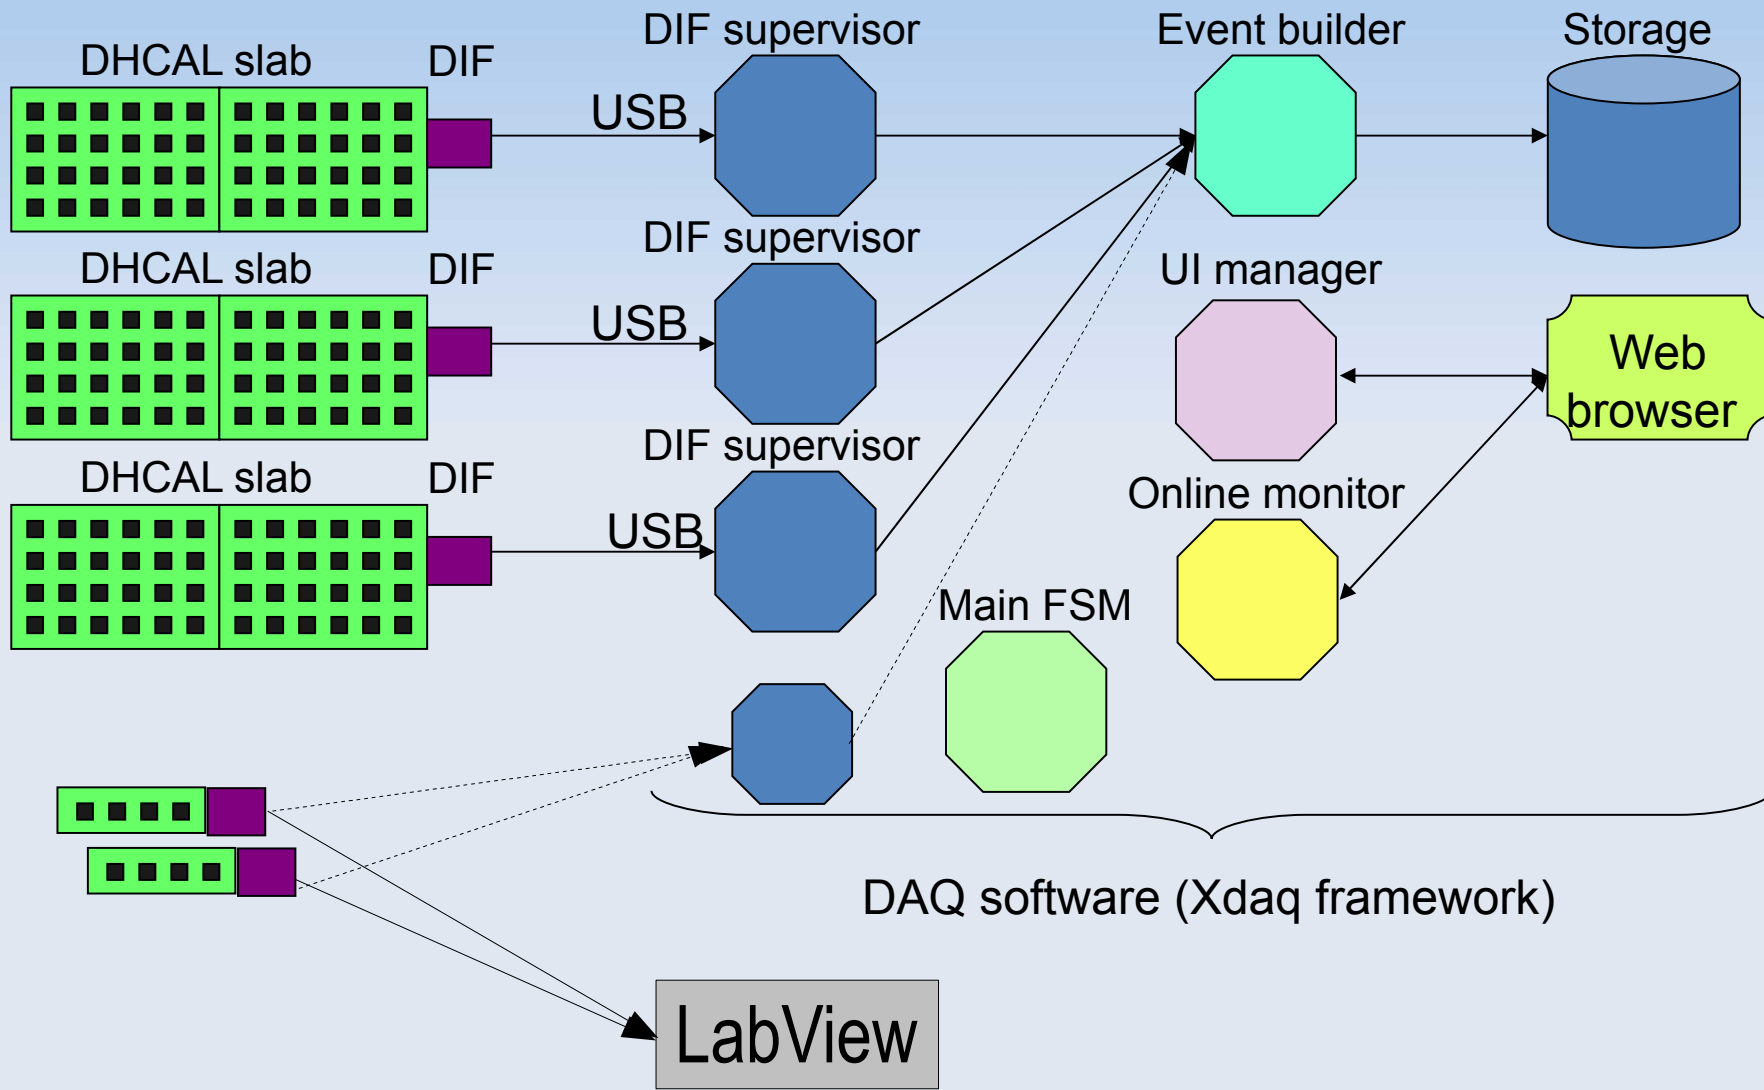 DIF supervisor
Event builder
Storage
DHCAL slab
DIF
USB
DIF supervisor
DHCAL slab
DIF
UI manager
USB
Web
browser
DIF supervisor
DHCAL slab
DIF
Online monitor
USB
Main FSM
DAQ software (Xdaq framework)
LabView